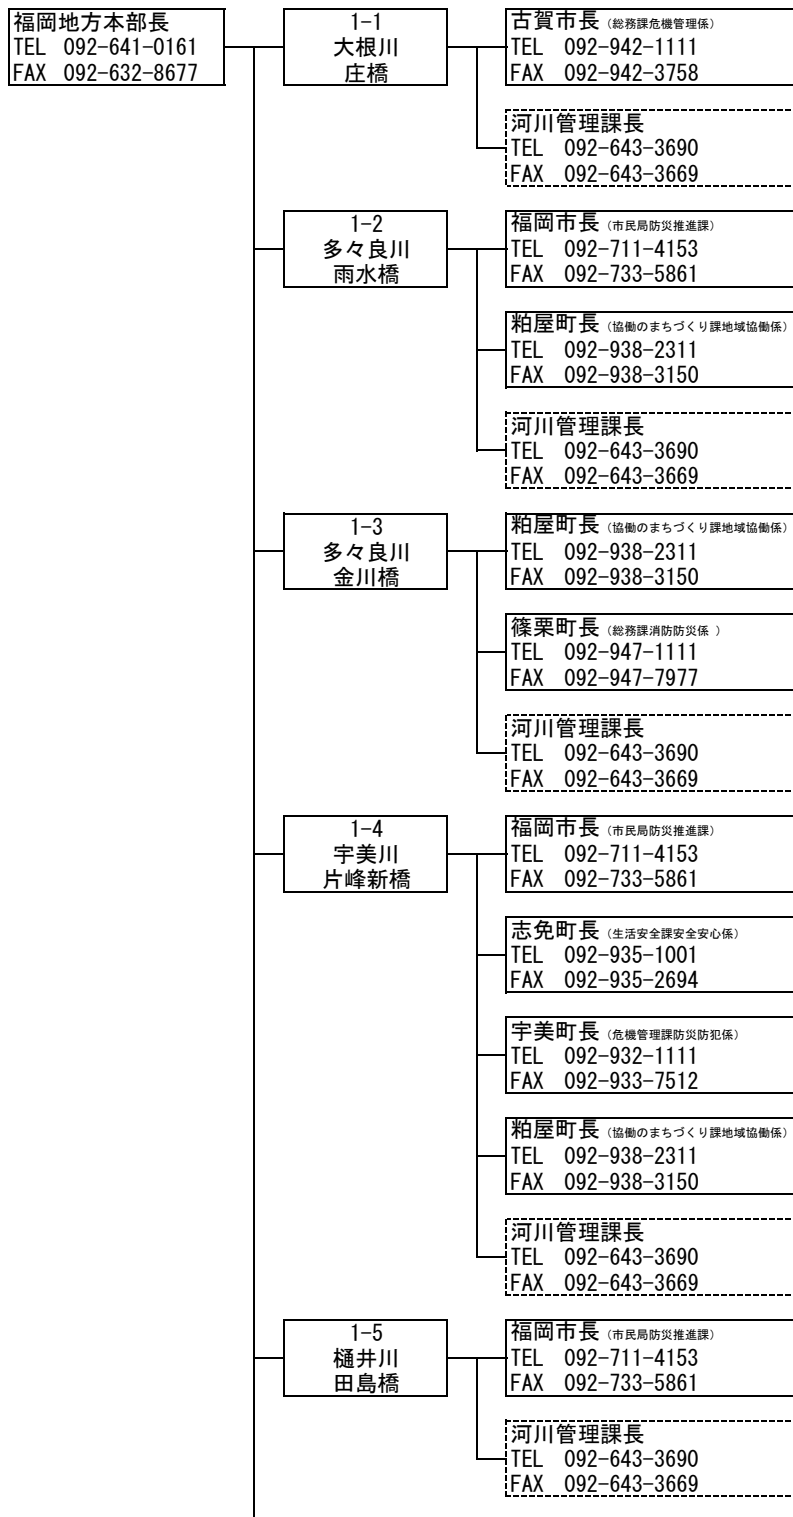 福岡地方本部長
TEL 092-641-0161
FAX 092-632-8677
1-1
大根川
庄橋
古賀市長（総務課危機管理係）
TEL 092-942-1111
FAX 092-942-3758
河川管理課長
TEL 092-643-3690
FAX 092-643-3669
1-2
多々良川
雨水橋
福岡市長（市民局防災推進課）
TEL 092-711-4153
FAX 092-733-5861
粕屋町長（協働のまちづくり課地域協働係）
TEL 092-938-2311
FAX 092-938-3150
河川管理課長
TEL 092-643-3690
FAX 092-643-3669
1-3
多々良川
金川橋
粕屋町長（協働のまちづくり課地域協働係）
TEL 092-938-2311
FAX 092-938-3150
篠栗町長（総務課消防防災係 ）
TEL 092-947-1111
FAX 092-947-7977
河川管理課長
TEL 092-643-3690
FAX 092-643-3669
1-4
宇美川
片峰新橋
福岡市長（市民局防災推進課）
TEL 092-711-4153
FAX 092-733-5861
志免町長（生活安全課安全安心係）
TEL 092-935-1001
FAX 092-935-2694
宇美町長（危機管理課防災防犯係）
TEL 092-932-1111
FAX 092-933-7512
粕屋町長（協働のまちづくり課地域協働係）
TEL 092-938-2311
FAX 092-938-3150
河川管理課長
TEL 092-643-3690
FAX 092-643-3669
1-5
樋井川
田島橋
福岡市長（市民局防災推進課）
TEL 092-711-4153
FAX 092-733-5861
河川管理課長
TEL 092-643-3690
FAX 092-643-3669